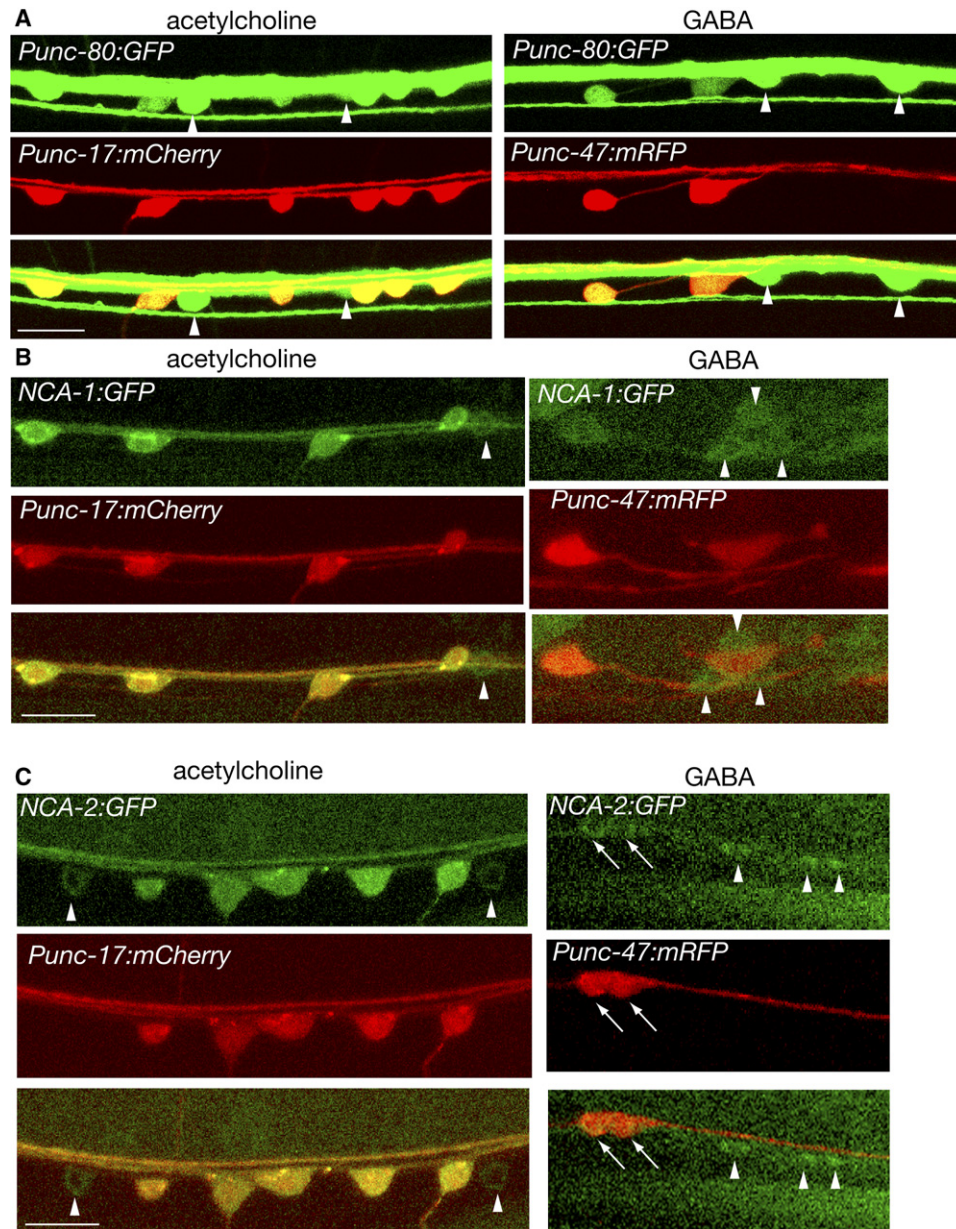 A
acetylcholine
GABA
Punc-80:GFP
Punc-80:GFP
Punc-17:mCherry
Punc-47:mRFP
B
acetylcholine
GABA
NCA-1:GFP
NCA-1:GFP
Punc-17:mCherry
Punc-47:mRFP
C
acetylcholine
GABA
NCA-2:GFP
NCA-2:GFP
Punc-17:mCherry
Punc-47:mRFP